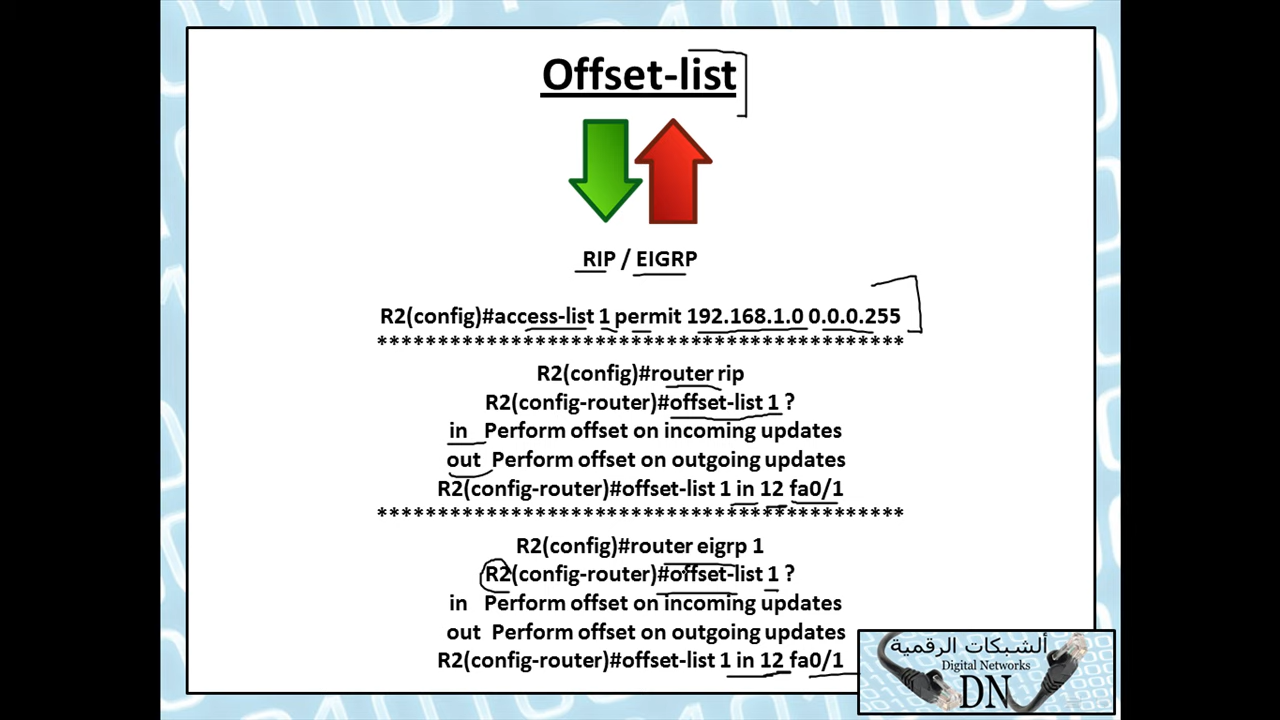 Offset-list
RIP / EIGRP
R2(config)#access-list 1 permit 192.168.1.0 0.0.0.255
*******************************************
R2(config)#router rip
R2(config-router)#offset-list 1 ?
in Perform offset on incoming updates
out Perform offset on outgoing updates
R2(config-router)#offset-list 1 in 12 fa0/1
*******************************************
R2(config)#router eigrp 1
R2(config-router)#offset-list 1 ?
in Perform offset on incoming updates
out Perform offset on outgoing updates
R2(config-router)#offset-list 1 in 12 fa0/1
ألشبكات الرقمية
Digital Networks
DN